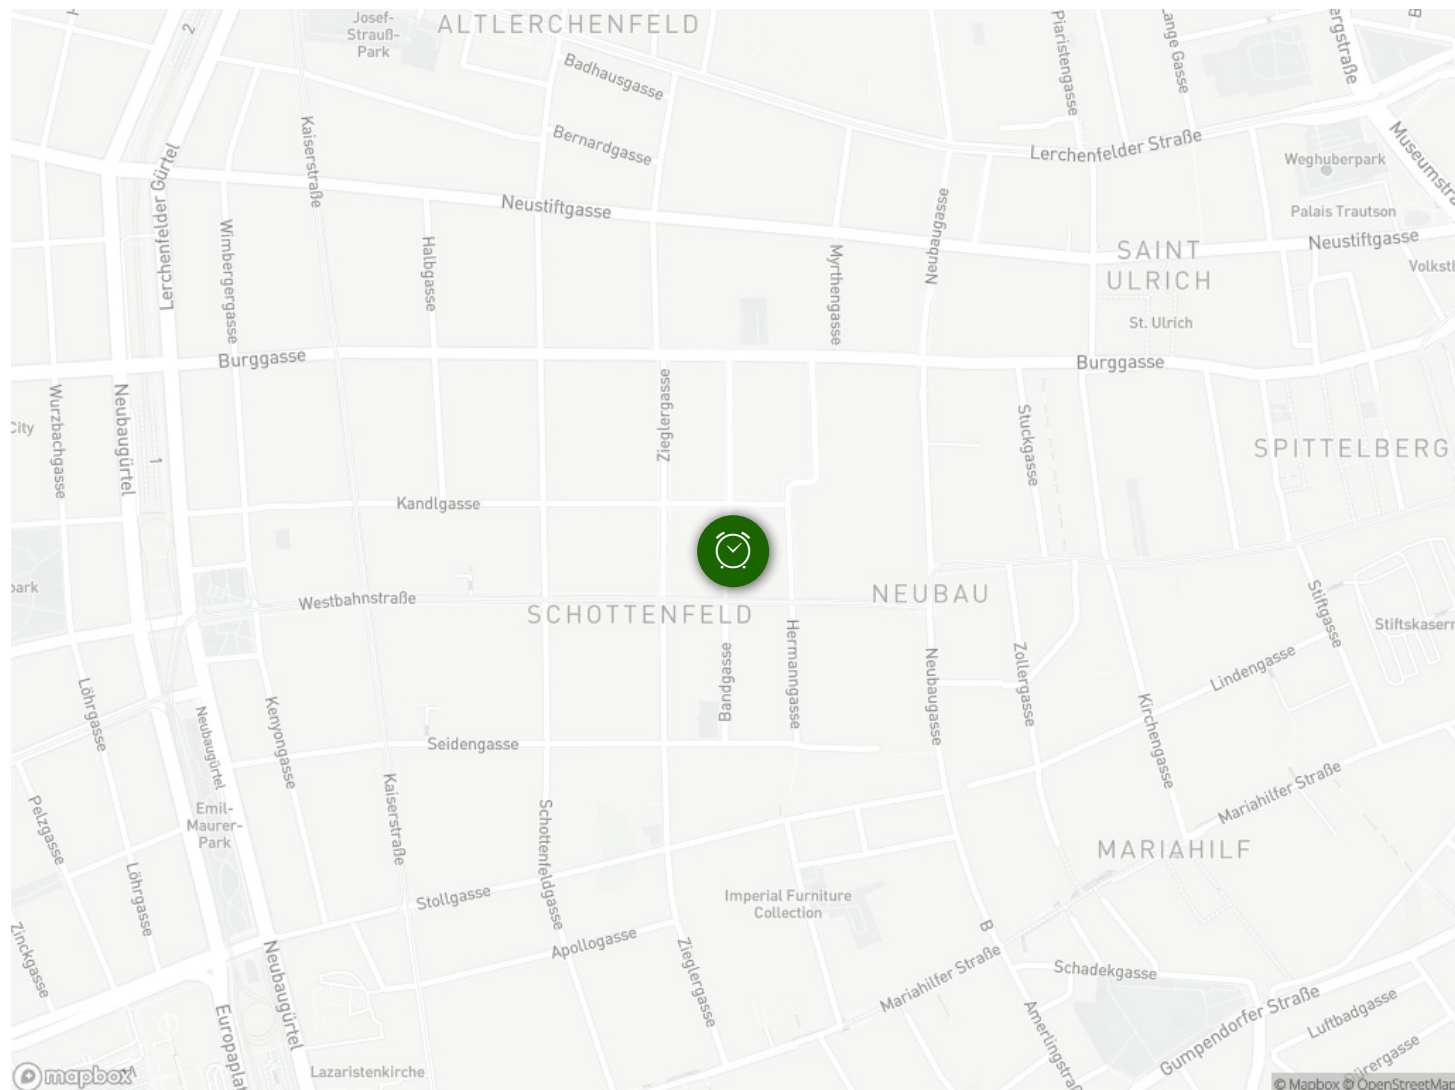 2
Josef-
Strauß-
Park
ALTLERCHENFELD
Badhausgasse
Bernardgasse
Piaristengasse
Lange Gasse
Lerchenfelder Straße
Weghuberpark
Palais Trautson
Kaiserstraße
Lerchenfelder Gürtel
Wimbergergasse
Halbgasse
Neustiftgasse
Myrthengasse
Neubaugasse
SAINT
ULRICH
Neustiftgasse
St. Ulrich
Burggasse
Burggasse
Wurzbachgasse
Neubaugürtel
1
City
Zieglergasse
Stuckgasse
SPITTELBERG
Kandlgasse
Westbahnstraße
SCHOTTENFELD
NEUBAU
Stiftgasse
Löhrgasse
Neubaugürtel
Kenyongasse
Bandgasse
Hermanngasse
Neubaugasse
Zollergasse
Kirchengasse
Lindengasse
Seidengasse
Kaiserstraße
Schottenfeldgasse
Mariahilfer Straße
Pelzgasse
Emil-
Maurer-
Park
Löhrgasse
MARIAHILF
Stollgasse
Imperial Furniture
Collection
Zinckgasse
Neubaugürtel
Apollogasse
Zieglergasse
B
Mariahilfer Straße
Schadekgasse
Gumpendorfer Straße
Luftbadgasse
Lazaristenkirche
mapbox
© Mapbox © OpenStreetMap